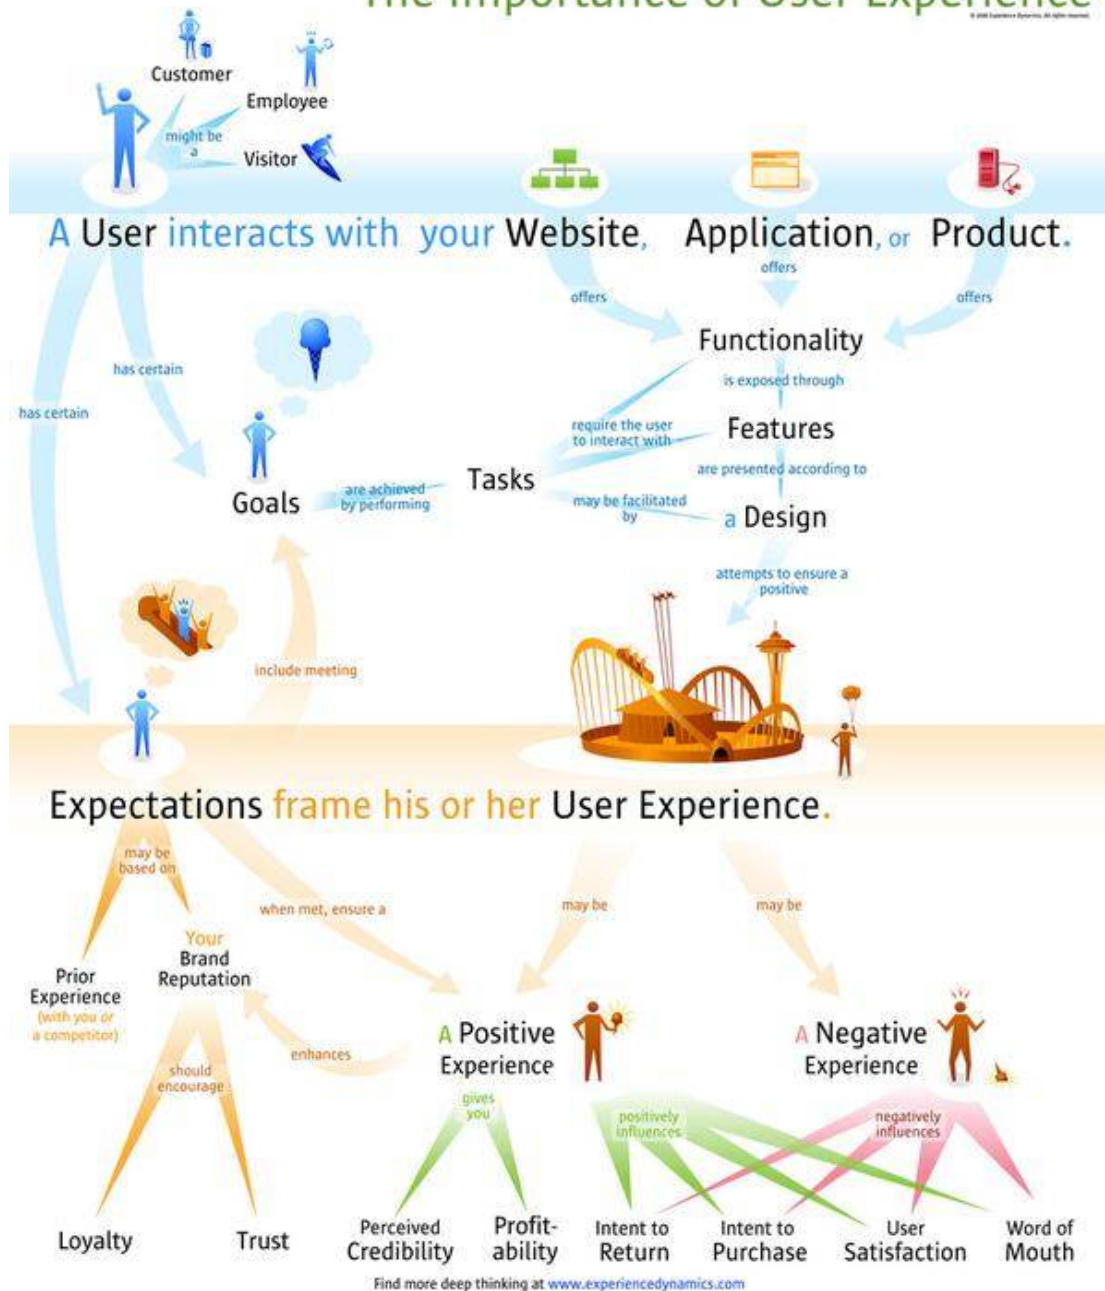 The Importance of User Experience
© 2006 Experience Dynamics. All rights reserved.
Customer
Employee
might be
a
Visitor
A User interacts with your Website, Application, or Product.
offers
offers
offers
Functionality
has certain
is exposed through
has certain
require the user
to interact with
Features
are presented according to
Tasks
Goals
are achieved
by performing
may be facilitated
by
a Design
attempts to ensure a
positive
include meeting
Expectations frame his or her User Experience.
may be
based on
when met, ensure a
may be
may be
Your
Brand
Reputation
Prior
Experience
(with you or
a competitor)
A Positive
Experience
A Negative
Experience
enhances
should
encourage
gives
you
positively
influences
negatively
influences
Loyalty
Trust
Perceived
Credibility
Profit-
ability
Intent to
Return
Intent to
Purchase
User
Satisfaction
Word of
Mouth
Find more deep thinking at www.experiencedynamics.com